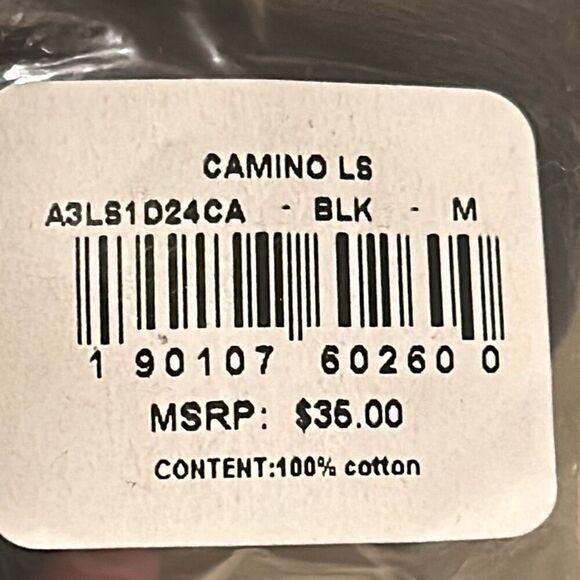 CAMINO LS
A3LS1D24CA - BLK - M
1 90107 60260 0
MSRP: $35.00
CONTENT:100% cotton